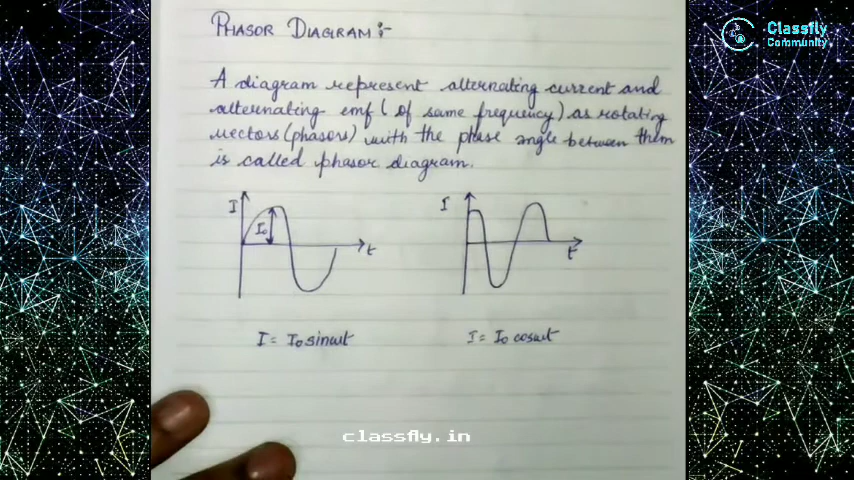 PHASOR DIAGRAM:-
Classfly
Community
A diagram represent alternating current and
alternating emf ( of same frequency) as rotating
vectors (phasors) with the phase angle between them
is called phasor diagram.
I
I
I₀
t
t
I = I₀ sinωt
I = I₀ cosωt
classfly.in